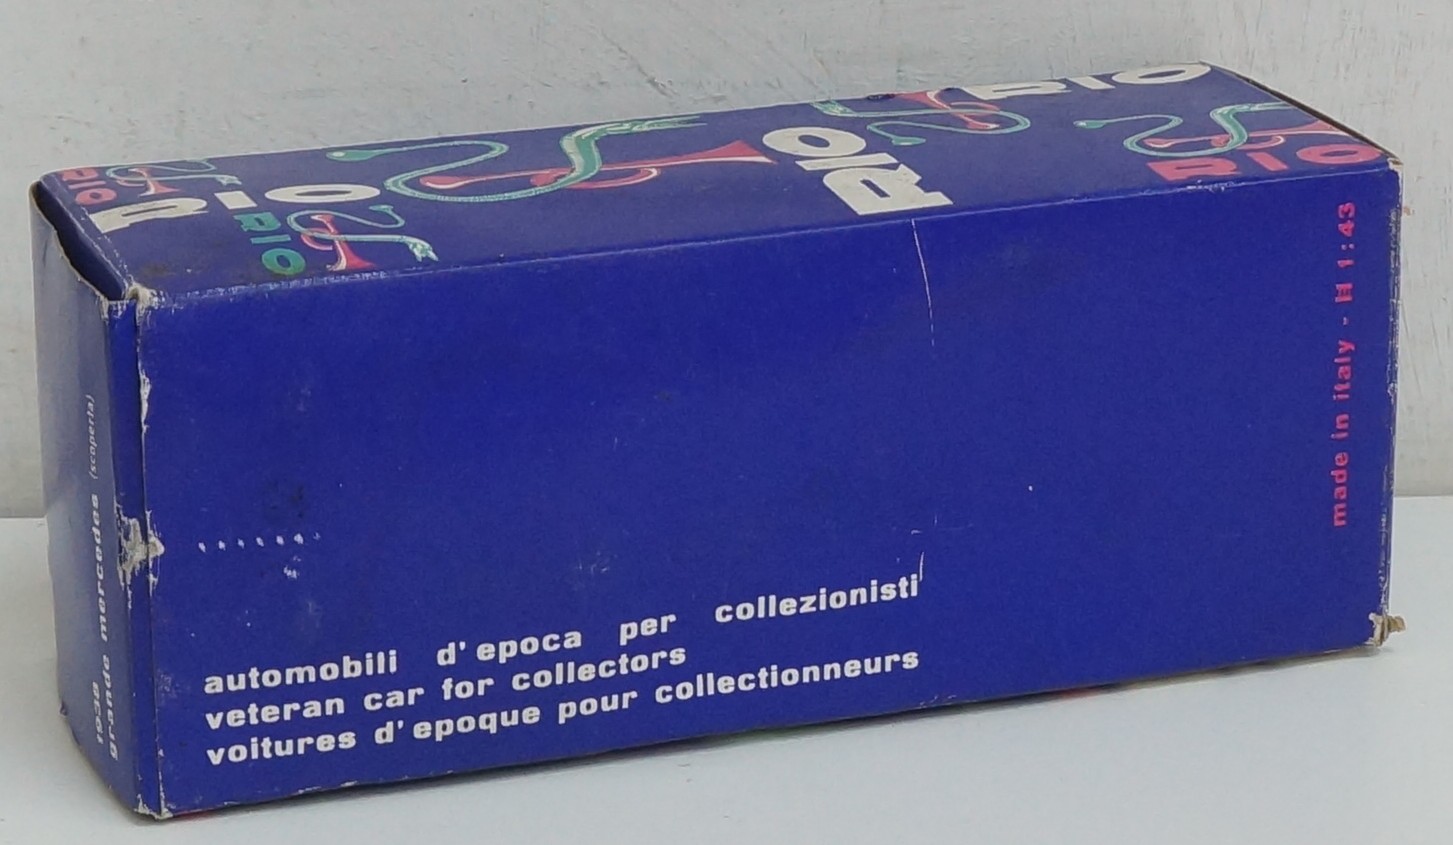 RIO
RIO
RIO
RIO
RIO
RIO
1938
grande mercedes (scoperta)
automobili d'epoca per collezionisti
veteran car for collectors
voitures d'epoque pour collectionneurs
made in italy - H 1:43